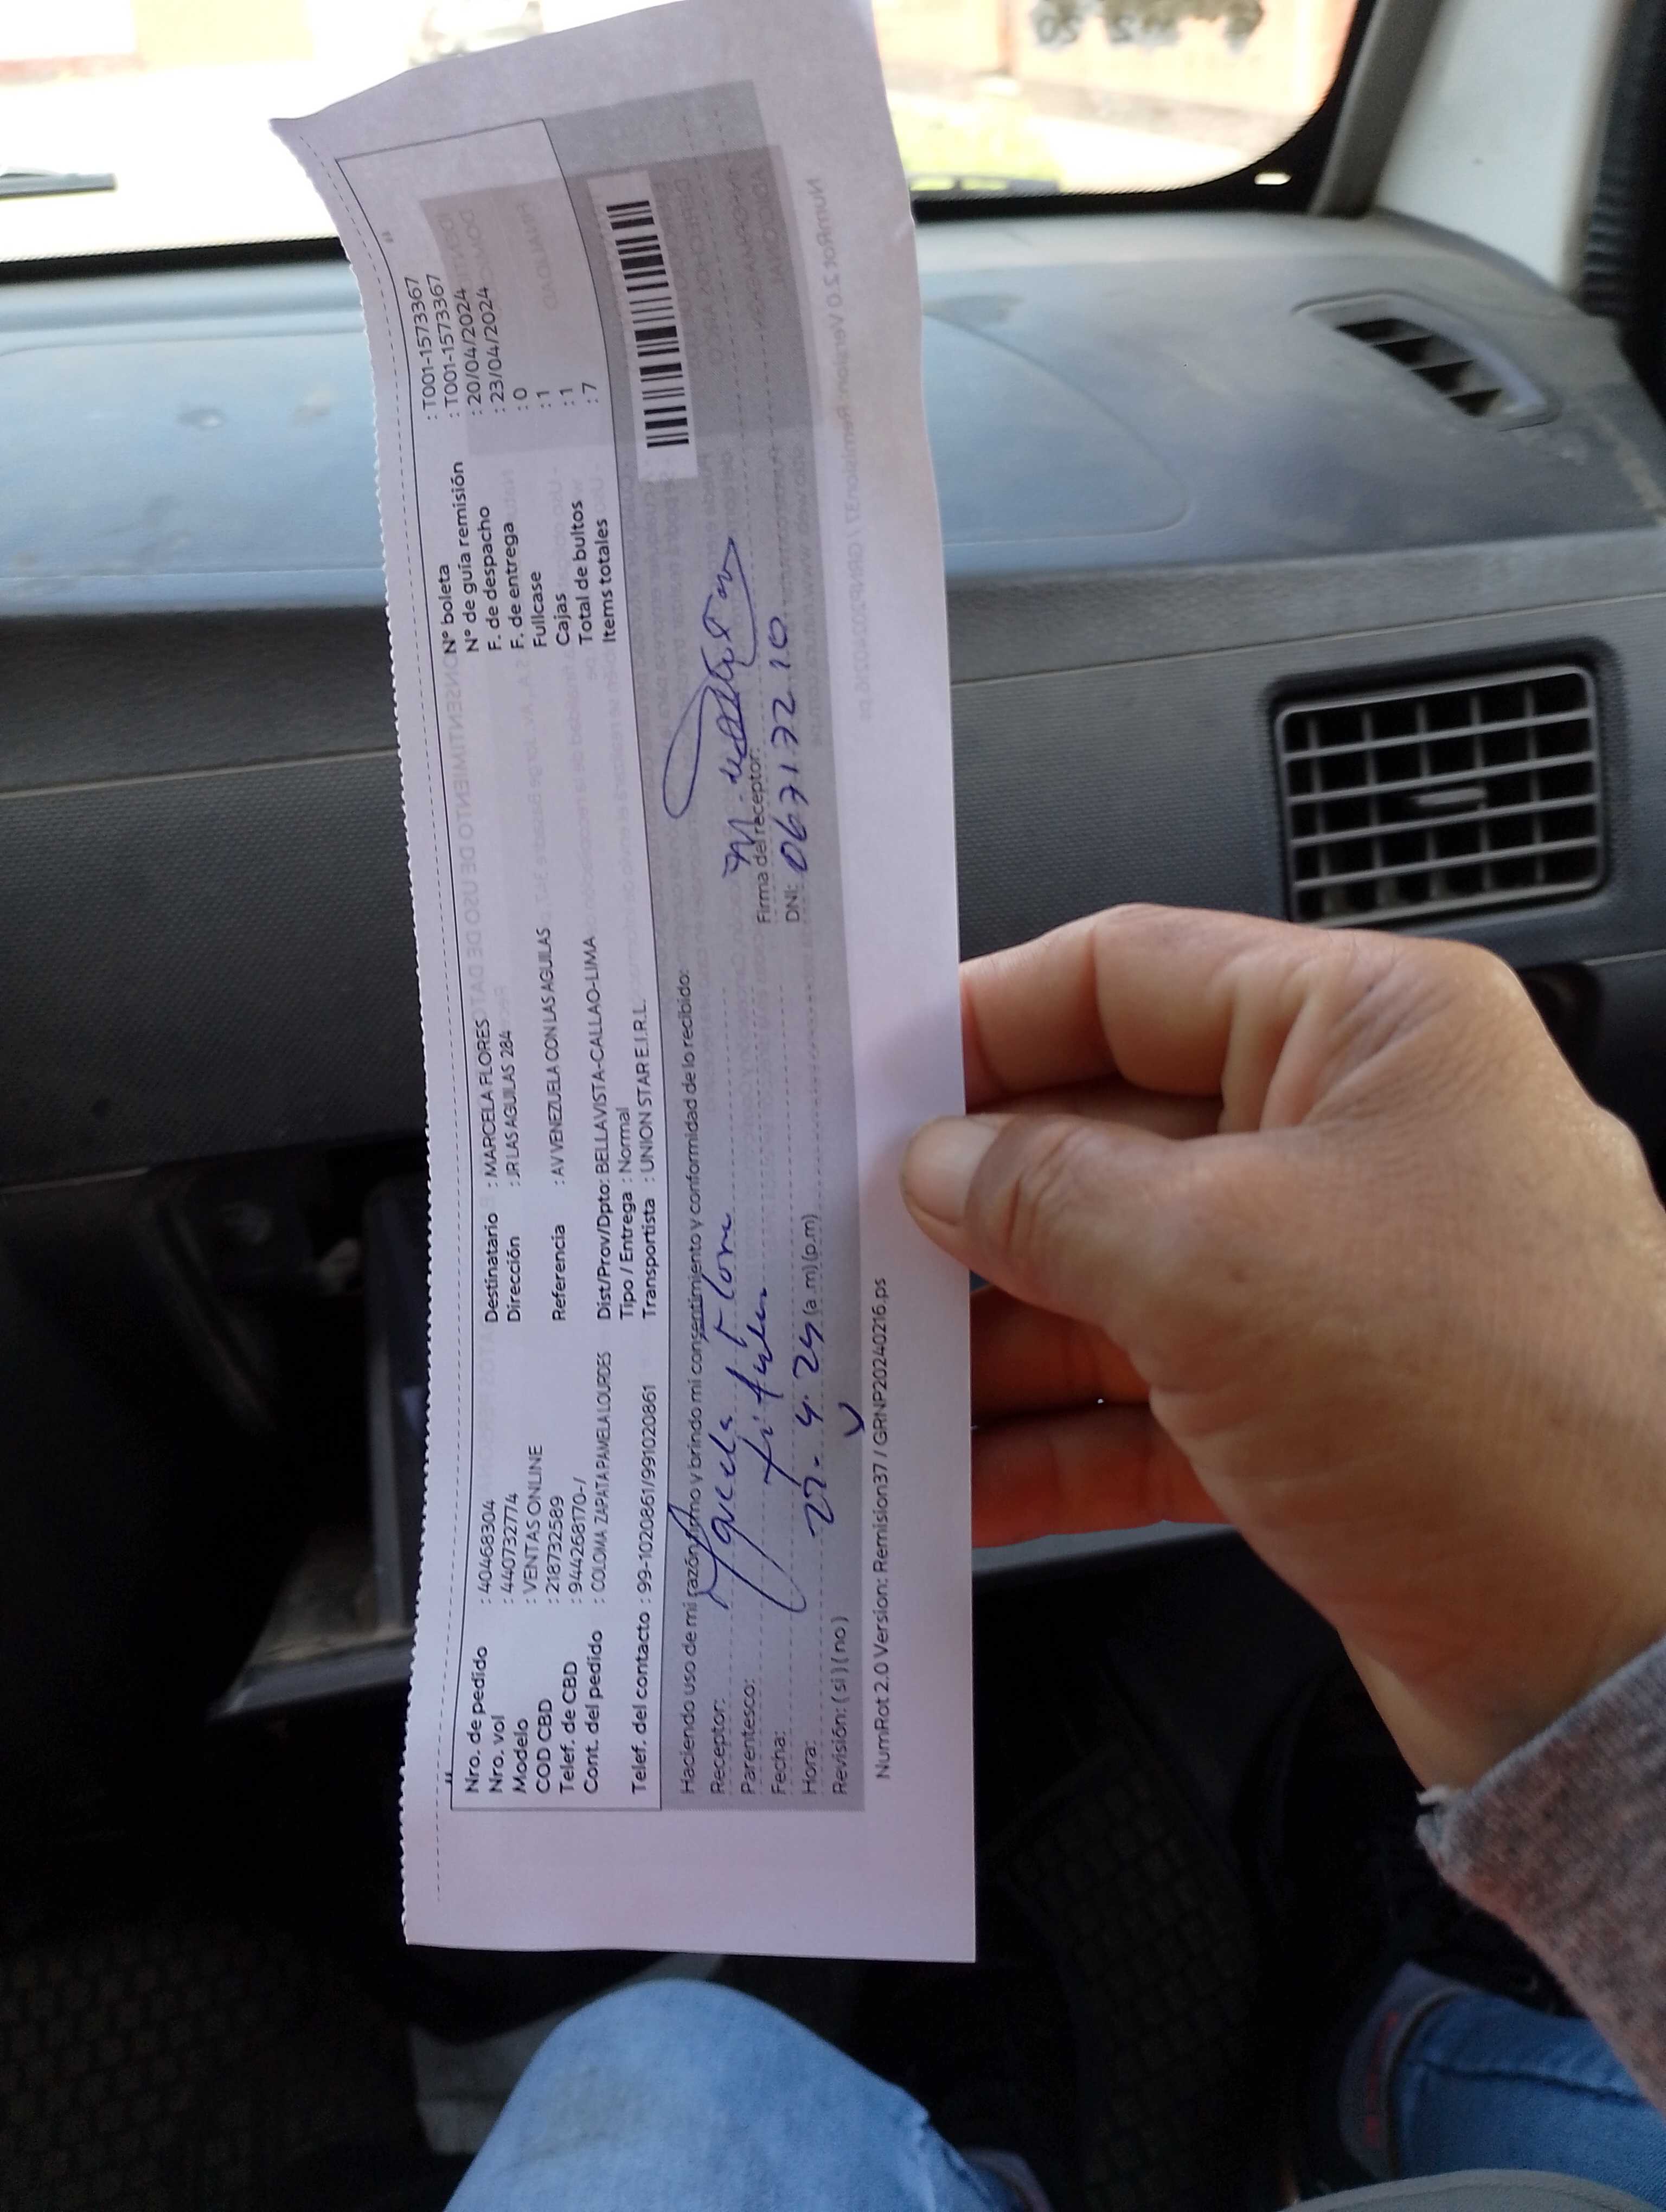 Nro. de pedido : 40468304
Nro. vol : 440732774
Modelo : VENTAS ONLINE
COD CBD : 218732589
Telef. de CBD : 944268170-/
Cont. del pedido : COLOMA ZAPATA PAMELA LOURDES
Telef. del contacto : 99-1020861/991020861
Destinatario : MARCELA FLORES
Dirección : JR LAS AGUILAS 284
Referencia : AV VENEZUELA CON LAS AGUILAS
Dist/Prov/Dpto: BELLAVISTA-CALLAO-LIMA
Tipo / Entrega : Normal
Transportista : UNION STAR E.I.R.L.
N° boleta : T001-1573367
N° de guía remisión : T001-1573367
F. de despacho : 20/04/2024
F. de entrega : 23/04/2024
Fullcase : 0
Cajas : 1
Total de bultos : 1
Items totales : 7
Haciendo uso de mi razón omo y brindo mi consentimiento y conformidad de lo recibido:
Receptor:
Parentesco:
Fecha:
Hora: (a.m) (p.m)
Revisión: ( si ) ( no )
Firma del receptor:
DNI:
NumRot 2.0 Version: Remision37 / GRNP20240216.ps